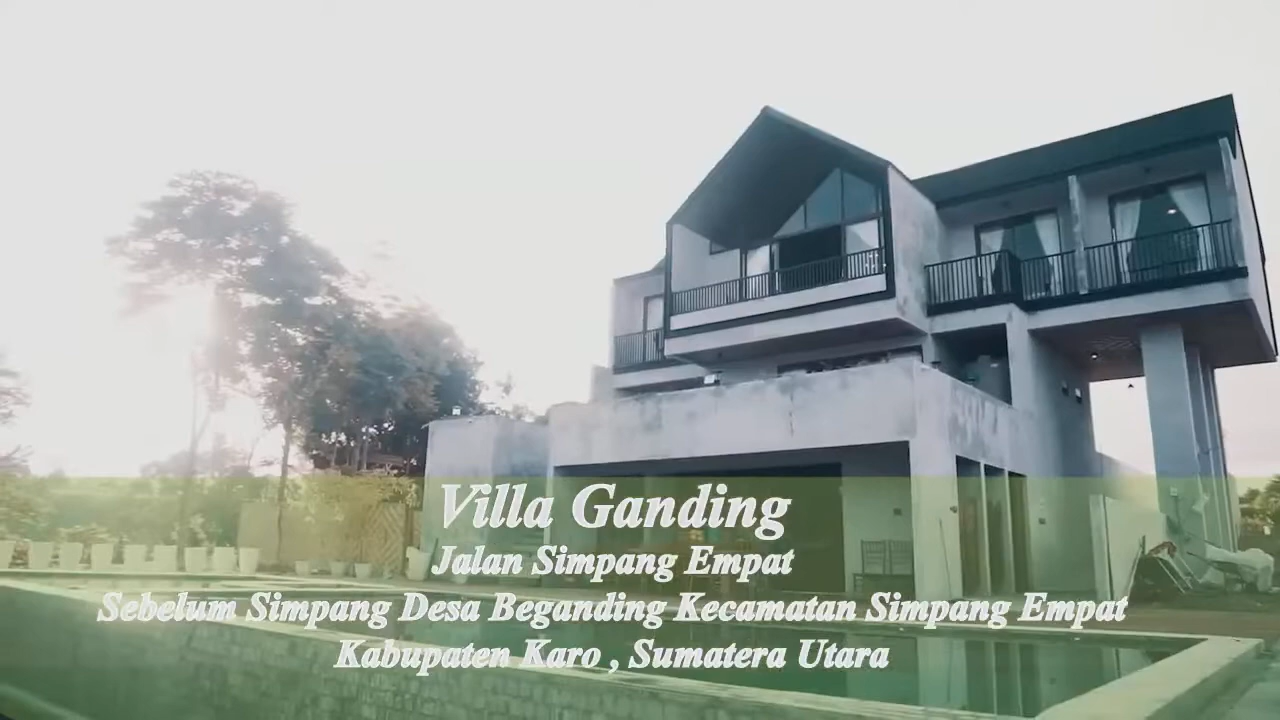 Villa Ganding
Jalan Simpang Empat
Sebelum Simpang Desa Beganding Kecamatan Simpang Empat
Kabupaten Karo , Sumatera Utara